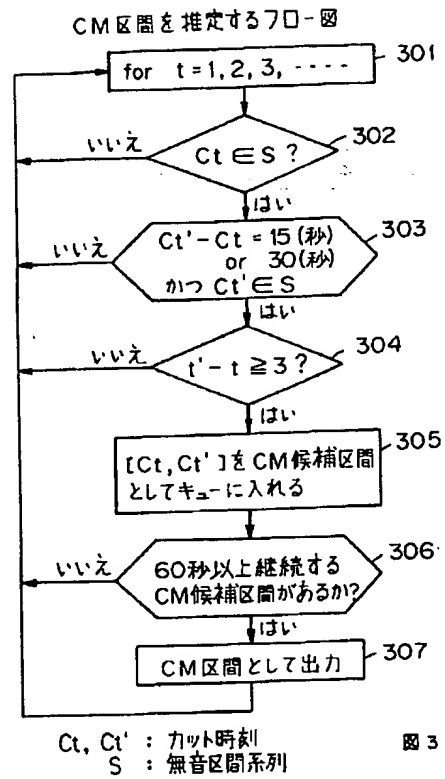 CM区間を推定するフロー図
for t=1,2,3,----
301
302
いいえ
Ct∈S?
はい
303
いいえ
Ct'-Ct=15(秒)
or 30(秒)
かつ Ct'∈S
はい
304
いいえ
t'-t≧3?
はい
305
[Ct,Ct']をCM候補区間
としてキューに入れる
306
いいえ
60秒以上継続する
CM候補区間があるか?
はい
307
CM区間として出力
Ct, Ct' : カット時刻
S : 無音区間系列
図3